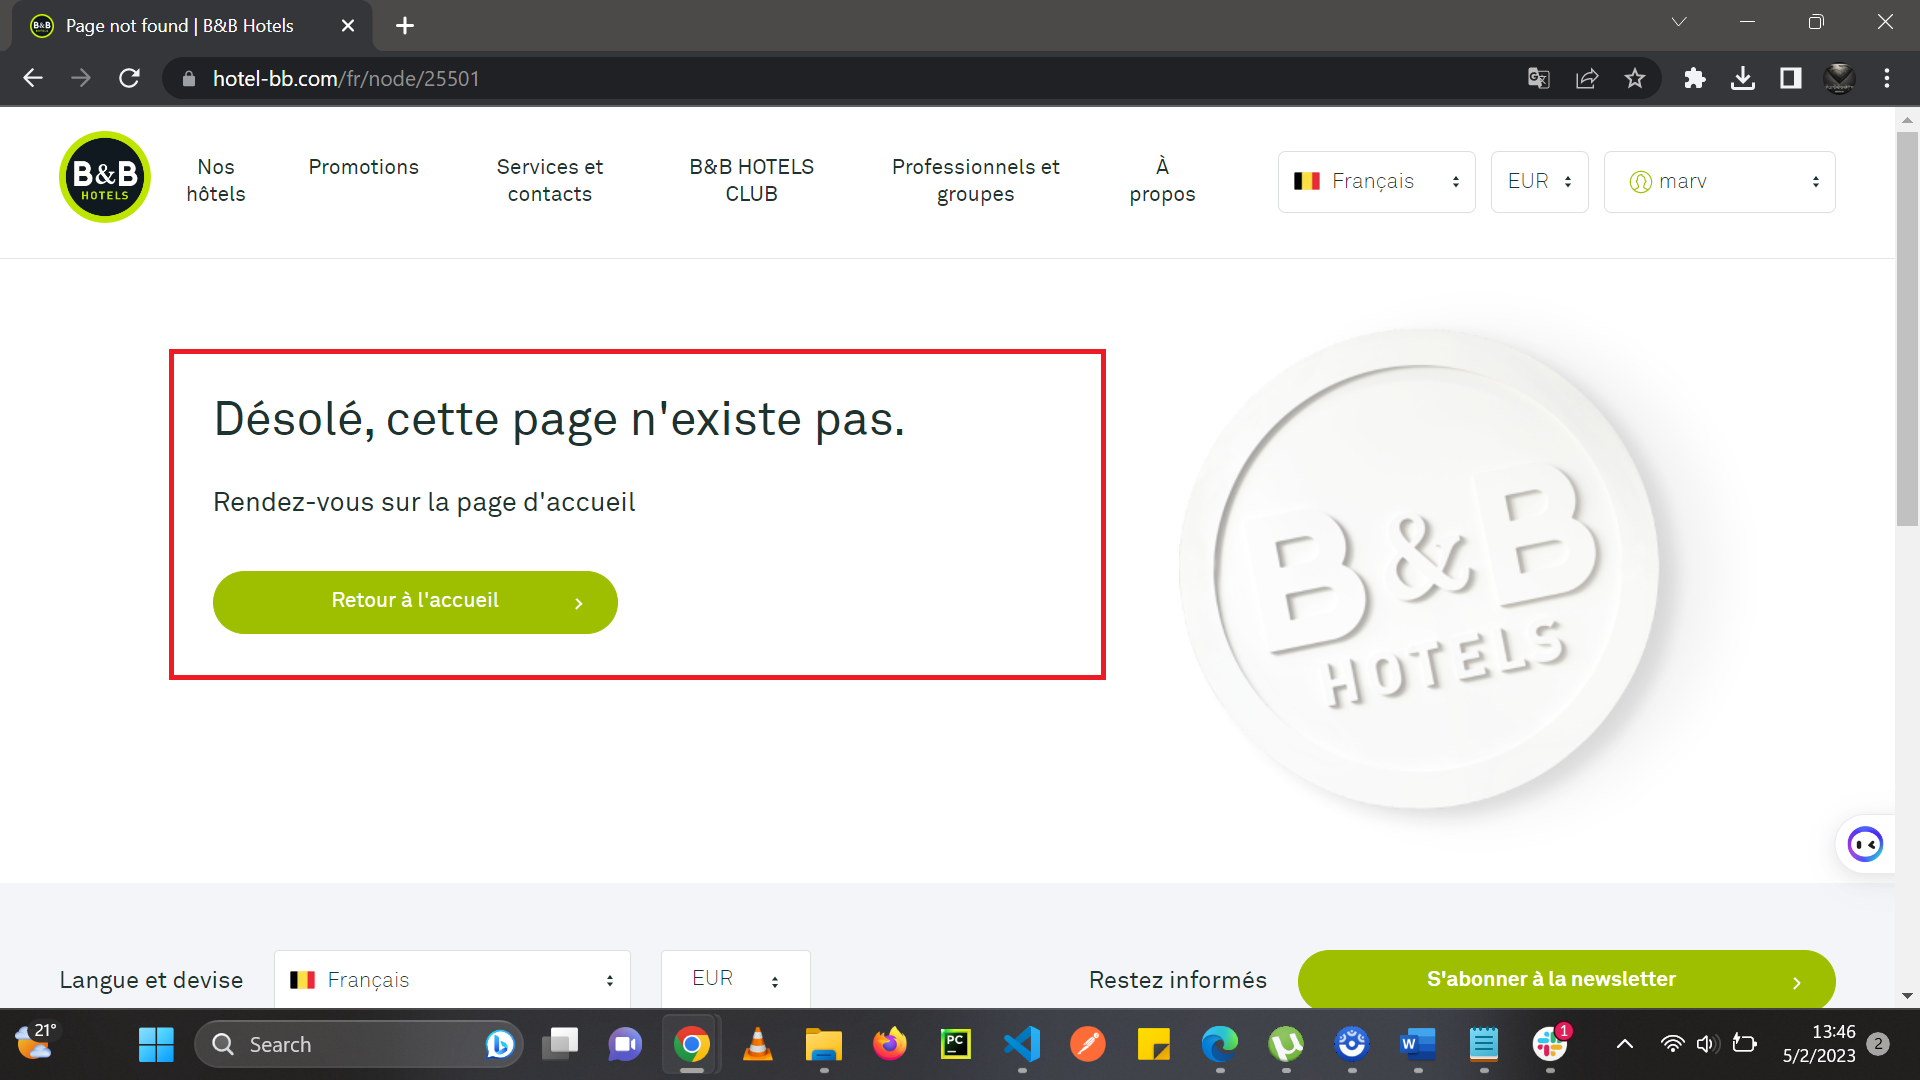 Page not found | B&B Hotels
hotel-bb.com/fr/node/25501
B&B
HOTELS
Nos
hôtels
Promotions
Services et
contacts
B&B HOTELS
CLUB
Professionnels et
groupes
À
propos
Français
EUR
marv
Désolé, cette page n'existe pas.
Rendez-vous sur la page d'accueil
Retour à l'accueil
B&B
HOTELS
Langue et devise
Français
EUR
Restez informés
S'abonner à la newsletter
21°
Search
PC
W
1
13:46
5/2/2023
2